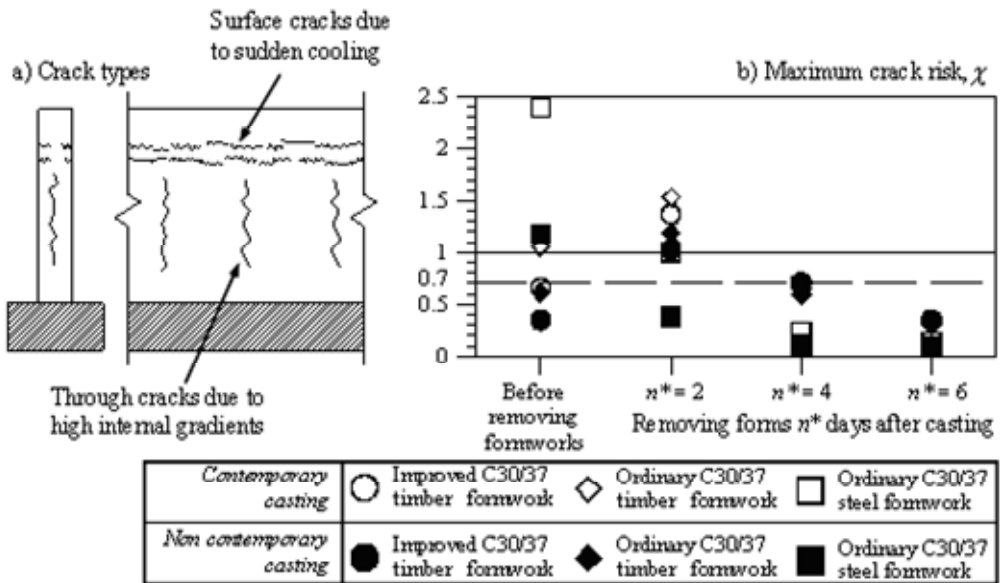 Surface cracks due
to sudden cooling
a) Crack types
Through cracks due to
high internal gradients
b) Maximum crack risk, χ
2.5
2
1.5
1
0.7
0.5
0
Before
removing
formworks
n*= 2
n*= 4
n*= 6
Removing forms n* days after casting
Contemporary
casting
Improved C30/37
timber formwork
Ordinary C30/37
timber formwork
Ordinary C30/37
steel formwork
Non contemporary
casting
Improved C30/37
timber formwork
Ordinary C30/37
timber formwork
Ordinary C30/37
steel formwork